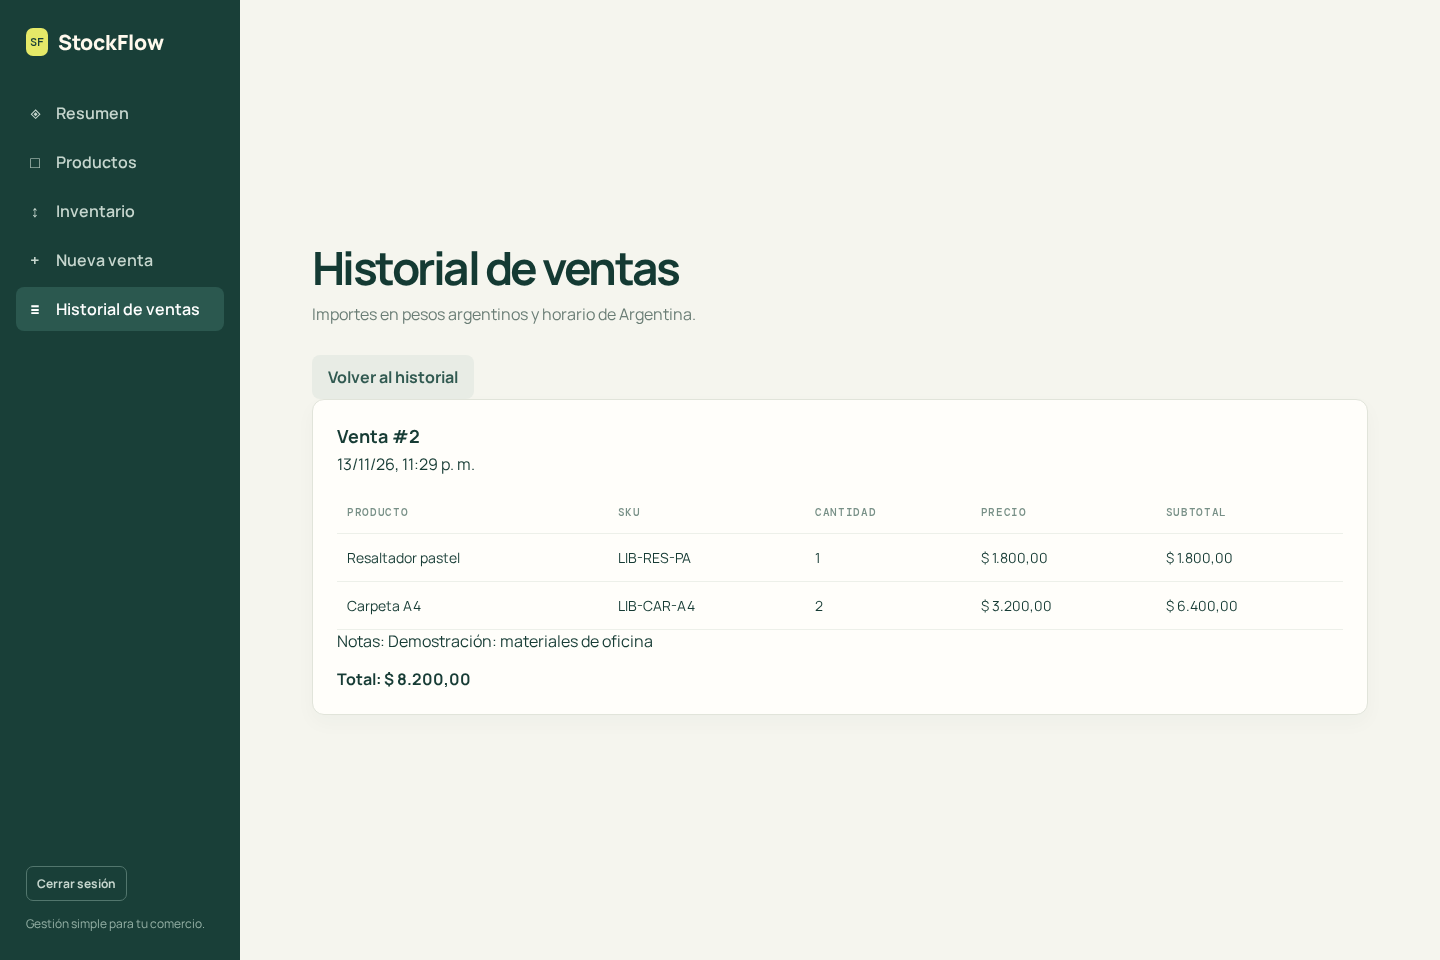 SF StockFlow
Resumen
Productos
Inventario
+ Nueva venta
Historial de ventas
Cerrar sesión
Gestión simple para tu comercio.
Historial de ventas
Importes en pesos argentinos y horario de Argentina.
Volver al historial
Venta #2
13/11/26, 11:29 p. m.
PRODUCTO SKU CANTIDAD PRECIO SUBTOTAL
Resaltador pastel LIB-RES-PA 1 $ 1.800,00 $ 1.800,00
Carpeta A4 LIB-CAR-A4 2 $ 3.200,00 $ 6.400,00
Notas: Demostración: materiales de oficina
Total: $ 8.200,00